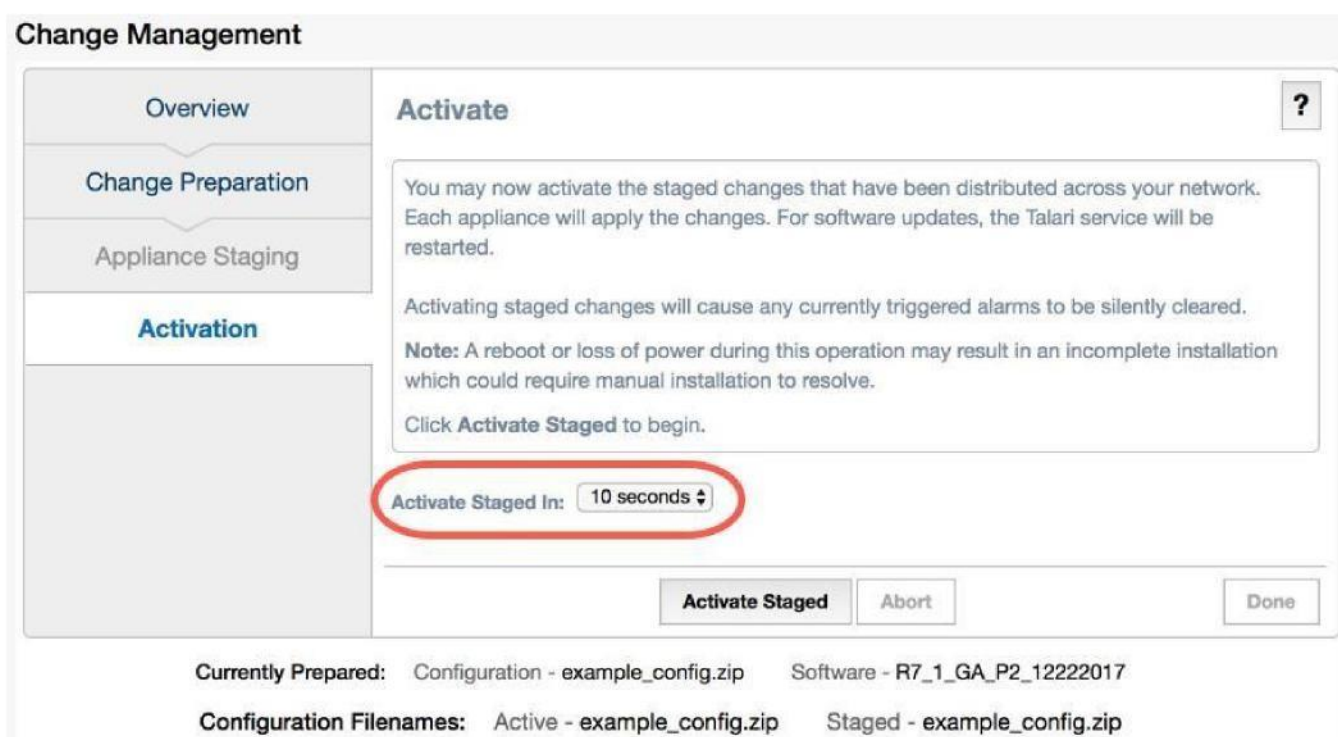 Change Management
Overview
Change Preparation
Appliance Staging
Activation
Activate
?
You may now activate the staged changes that have been distributed across your network.
Each appliance will apply the changes. For software updates, the Talari service will be
restarted.
Activating staged changes will cause any currently triggered alarms to be silently cleared.
Note: A reboot or loss of power during this operation may result in an incomplete installation
which could require manual installation to resolve.
Click Activate Staged to begin.
Activate Staged In: 10 seconds
Activate Staged Abort Done
Currently Prepared: Configuration - example_config.zip Software - R7_1_GA_P2_12222017
Configuration Filenames: Active - example_config.zip Staged - example_config.zip